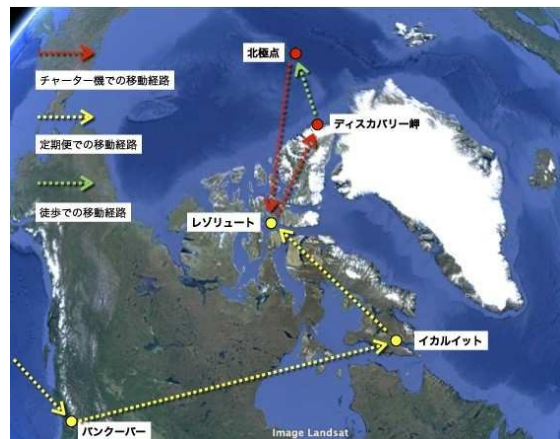 北極点
チャーター機での移動経路
定期便での移動経路
徒歩での移動経路
ディスカバリー岬
レゾリュート
イカルイット
バンクーバー
Image Landsat